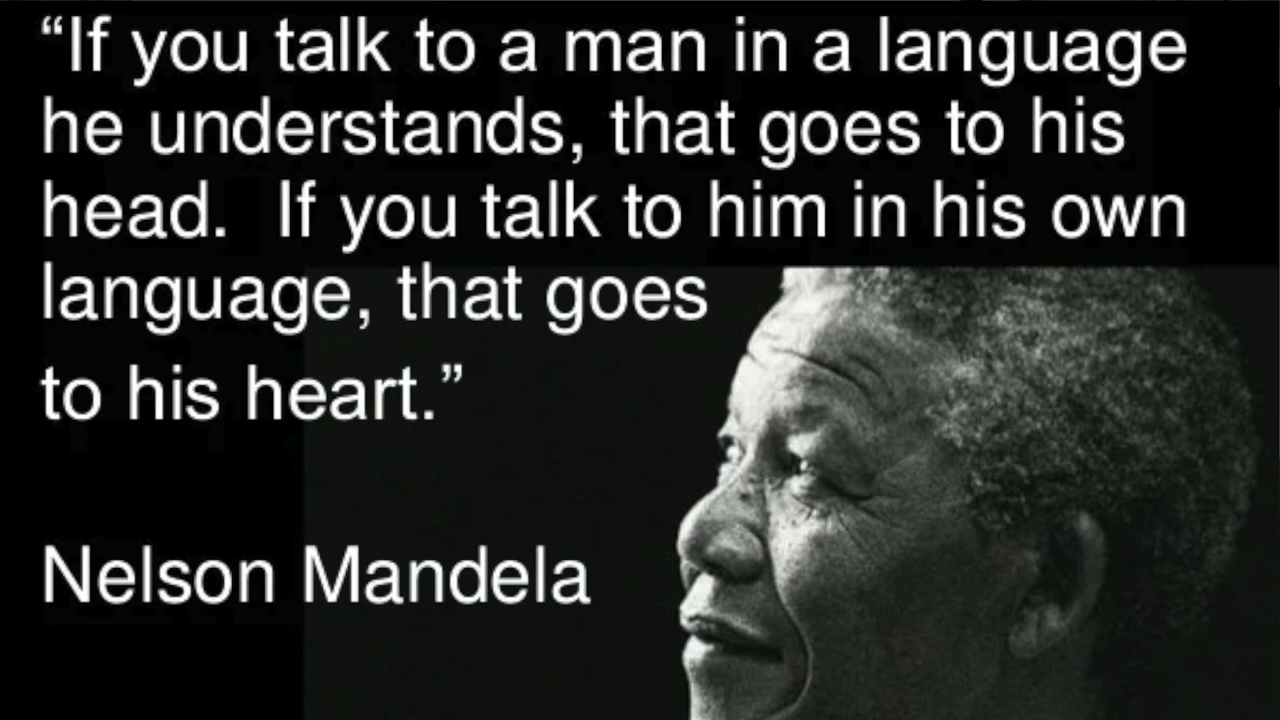 “If you talk to a man in a language
he understands, that goes to his
head.  If you talk to him in his own
language, that goes
to his heart.”
Nelson Mandela